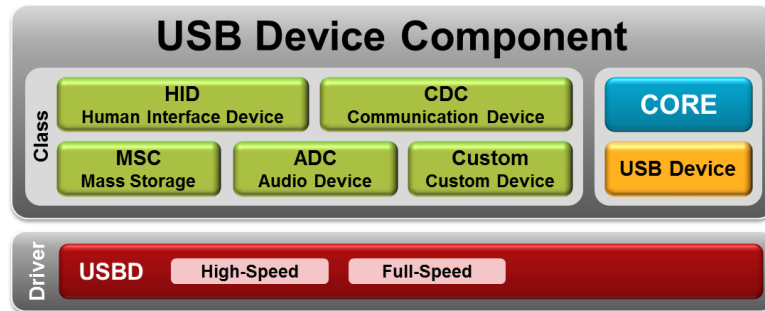 USB Device Component
Class
HID
Human Interface Device
CDC
Communication Device
MSC
Mass Storage
ADC
Audio Device
Custom
Custom Device
CORE
USB Device
Driver
USBD
High-Speed
Full-Speed